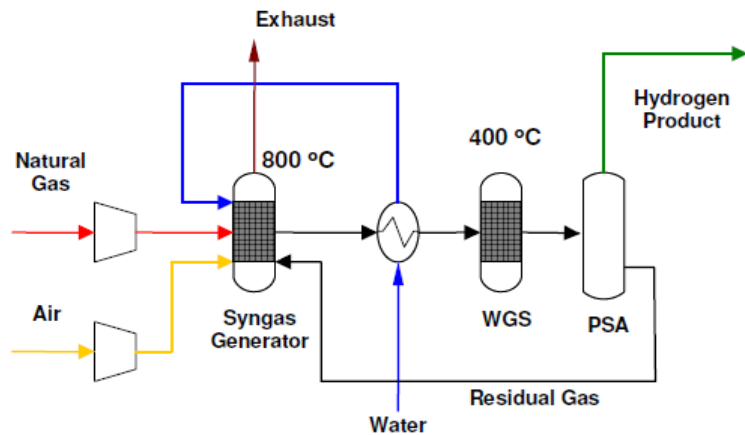 Exhaust
800 ºC
400 ºC
Hydrogen
Product
Natural
Gas
Air
Syngas
Generator
WGS
PSA
Residual Gas
Water